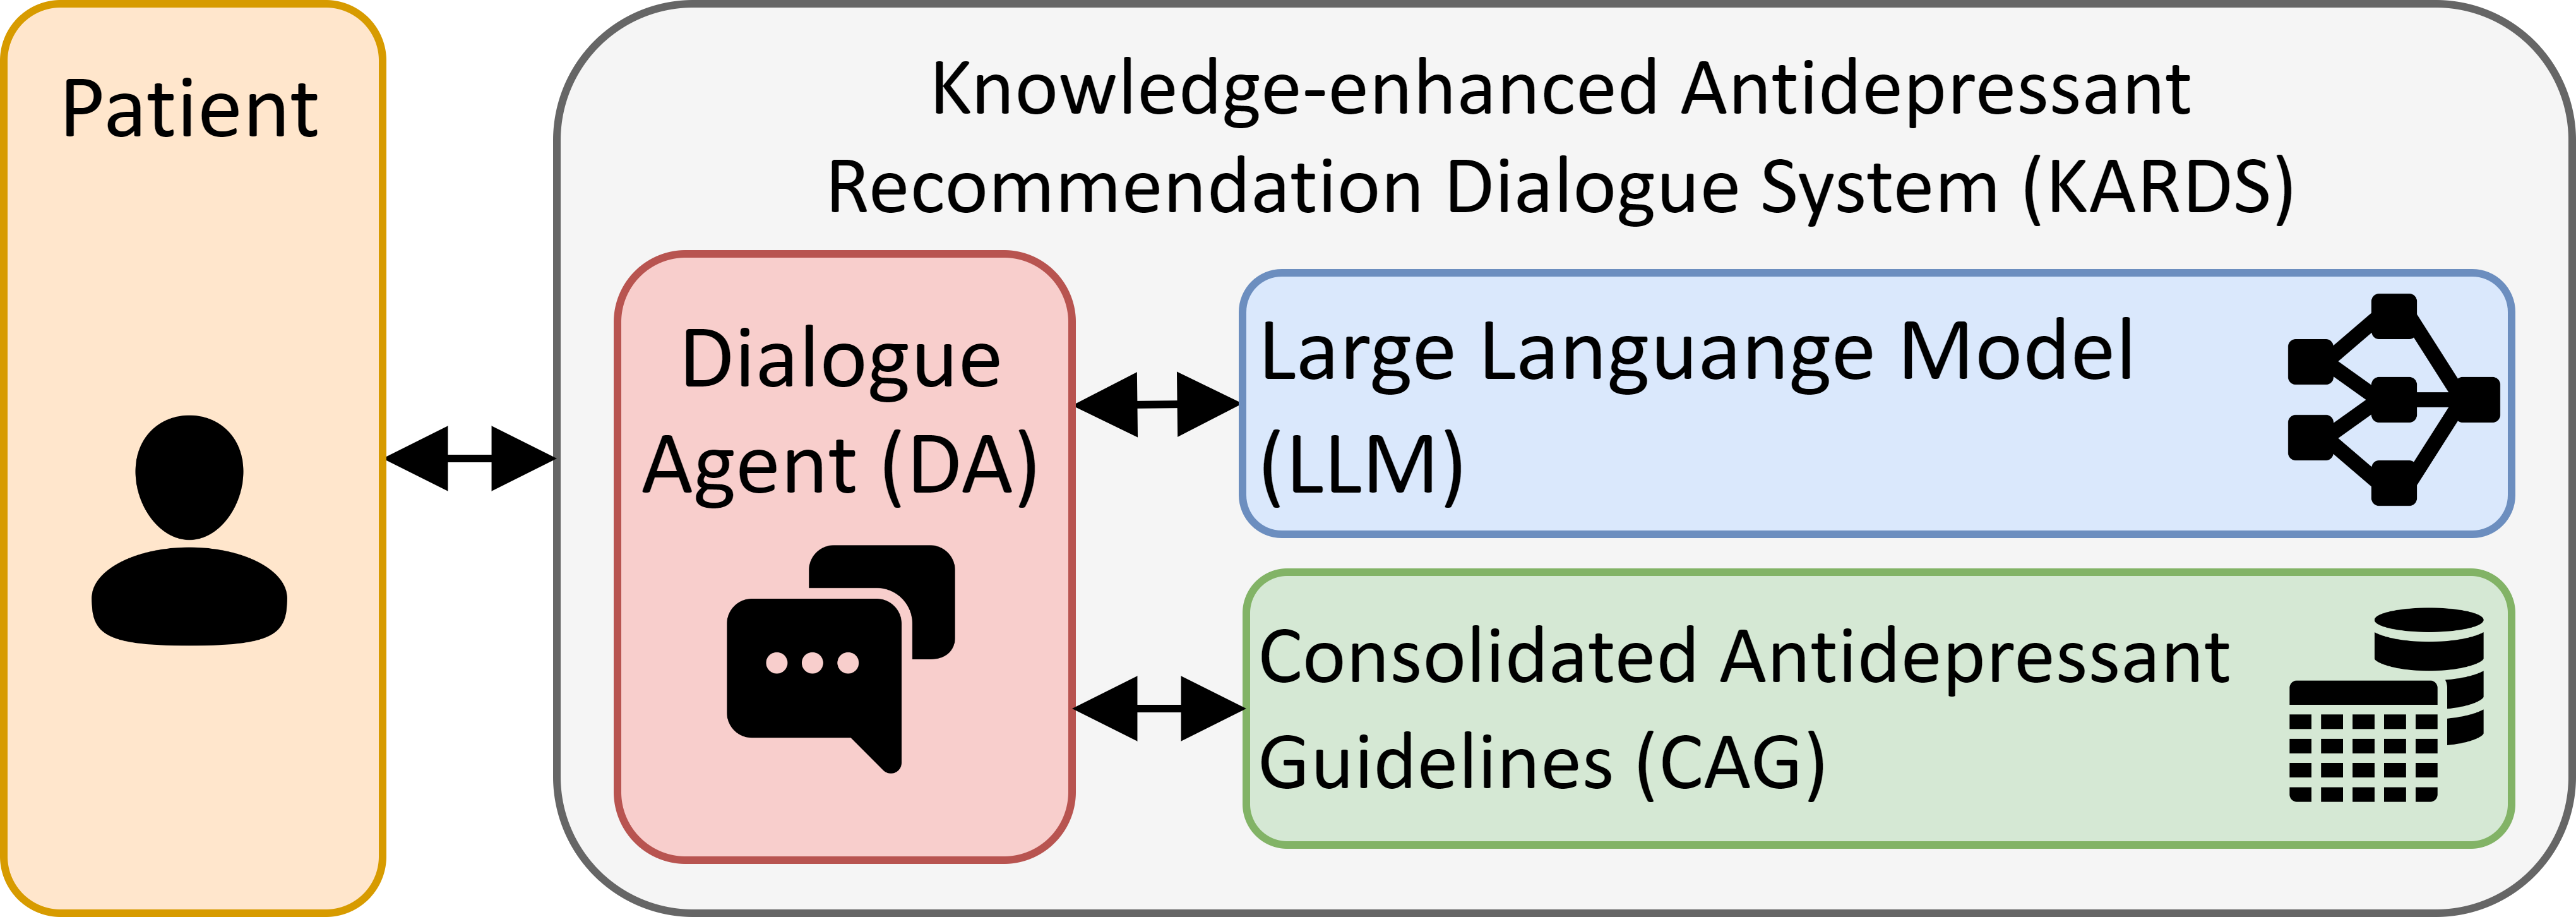 Patient
Knowledge-enhanced Antidepressant
Recommendation Dialogue System (KARDS)
Dialogue
Agent (DA)
Large Languange Model
(LLM)
Consolidated Antidepressant
Guidelines (CAG)